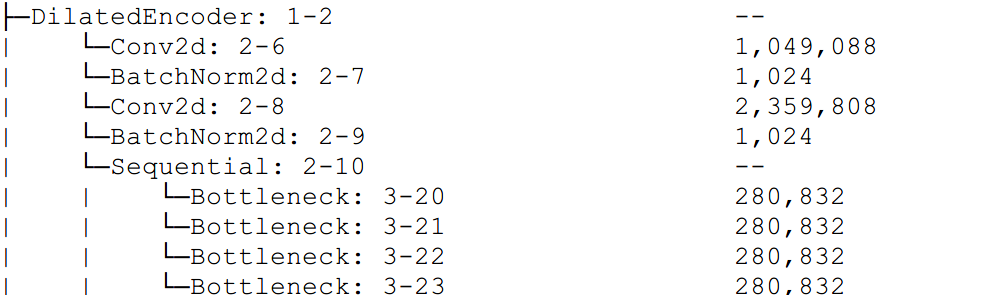 ├─DilatedEncoder: 1-2 --
| └─Conv2d: 2-6 1,049,088
| └─BatchNorm2d: 2-7 1,024
| └─Conv2d: 2-8 2,359,808
| └─BatchNorm2d: 2-9 1,024
| └─Sequential: 2-10 --
| | └─Bottleneck: 3-20 280,832
| | └─Bottleneck: 3-21 280,832
| | └─Bottleneck: 3-22 280,832
| | └─Bottleneck: 3-23 280,832